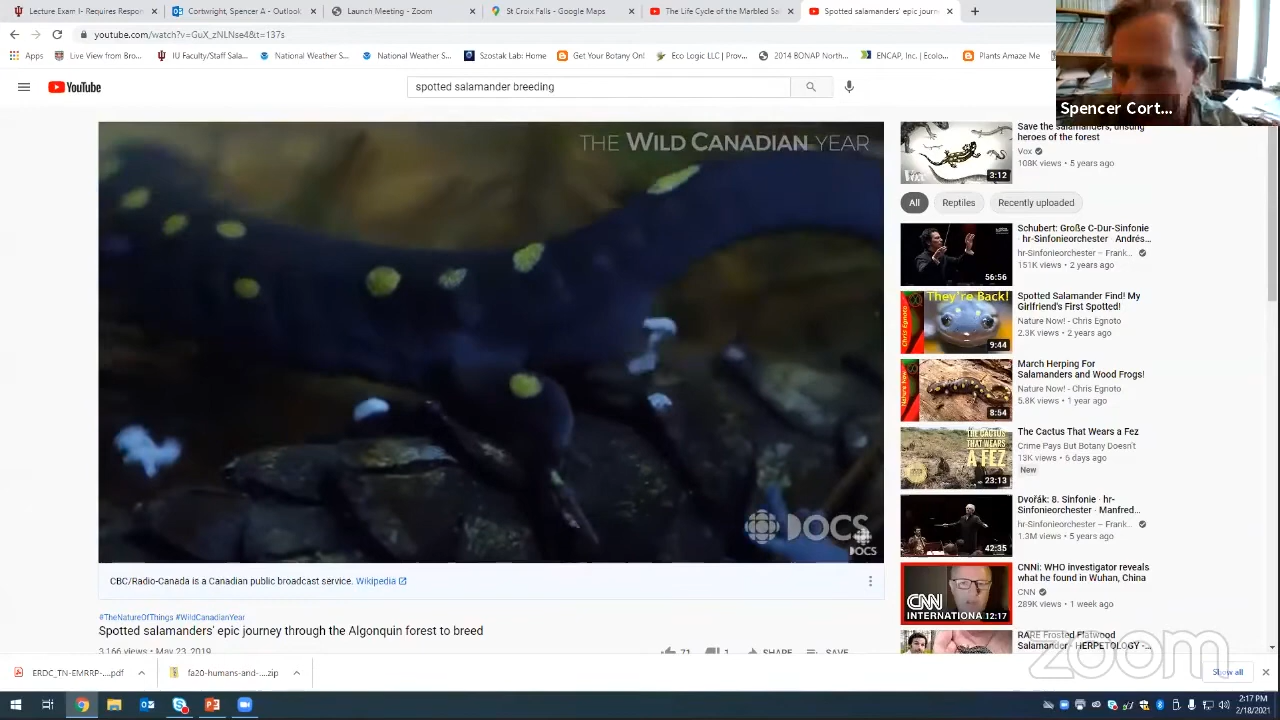 Lecture Exam I - Requires Respon
Cortwright, Spencer A - Outlook
Launch Meeting - Zoom
St Croix Falls - Google Maps
The Life Cycle of the Marbled Sa
Spotted salamanders' epic journ
youtube.com/watch?v=GuX_zNLNse4&t=137s
Apps
Live View from Bro...
IU Faculty/Staff Sala...
National Weather S...
National Weather S...
Szostak Lab: Home
Get Your Botany On!
Eco Logic LLC | Prov...
2014 BONAP North...
ENCAP, Inc. | Ecolo...
Plants Amaze Me
YouTube
spotted salamander breeding
Spencer Cort...
THE WILD CANADIAN YEAR
DOCS
DOCS
CBC/Radio-Canada is a Canadian public broadcast service. Wikipedia
#TheNatureOfThings #WildCanadianYear
Spotted salamanders' epic journey through the Algonquin forest to breed
3,166 views • May 23, 2019
71
1
SHARE
SAVE
Save the salamanders, unsung
heroes of the forest
Vox
108K views • 5 years ago
Vox
3:12
All
Reptiles
Recently uploaded
Schubert: Große C-Dur-Sinfonie
· hr-Sinfonieorchester · Andrés...
hr-Sinfonieorchester – Frank...
151K views • 2 years ago
56:56
They're Back!
Chris Egnoto
9:44
Spotted Salamander Find! My
Girlfriend's First Spotted!
Nature Now! - Chris Egnoto
2.3K views • 2 years ago
Nature Now
8:54
March Herping For
Salamanders and Wood Frogs!
Nature Now! - Chris Egnoto
5.8K views • 1 year ago
THE CACTUS
THAT WEARS
A FEZ
23:13
The Cactus That Wears a Fez
Crime Pays But Botany Doesn't
13K views • 6 days ago
New
42:35
Dvořák: 8. Sinfonie · hr-
Sinfonieorchester · Manfred...
hr-Sinfonieorchester – Frank...
1.3M views • 5 years ago
CNN
INTERNATIONA
12:17
CNNi: WHO investigator reveals
what he found in Wuhan, China
CNN
289K views • 1 week ago
RARE Frosted Flatwood
Salamander - HERPETOLOGY -...
zoom
ERDC_TN-EMRRP-....pdf
fa20-humans-and-....zip
Show all
2:17 PM
2/18/2021